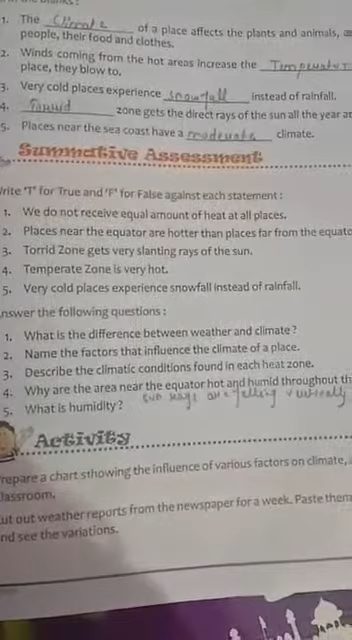 1. The Climate of a place affects the plants and animals,
people, their food and clothes.
2. Winds coming from the hot areas increase the Temperatur
place, they blow to.
3. Very cold places experience snowfall instead of rainfall.
4. zone gets the direct rays of the sun all the year
5. Places near the sea coast have a moderate climate.
Summative Assessment
Write 'T' for True and 'F' for False against each statement :
1. We do not receive equal amount of heat at all places.
2. Places near the equator are hotter than places far from the equato
3. Torrid Zone gets very slanting rays of the sun.
4. Temperate Zone is very hot.
5. Very cold places experience snowfall instead of rainfall.
nswer the following questions :
1. What is the difference between weather and climate?
2. Name the factors that influence the climate of a place.
3. Describe the climatic conditions found in each heat zone.
4. Why are the area near the equator hot and humid throughout th
sun rays are falling vertically
5. What is humidity?
Activity
repare a chart sthowing the influence of various factors on climate,
lassroom.
ut out weather reports from the newspaper for a week. Paste them
nd see the variations.